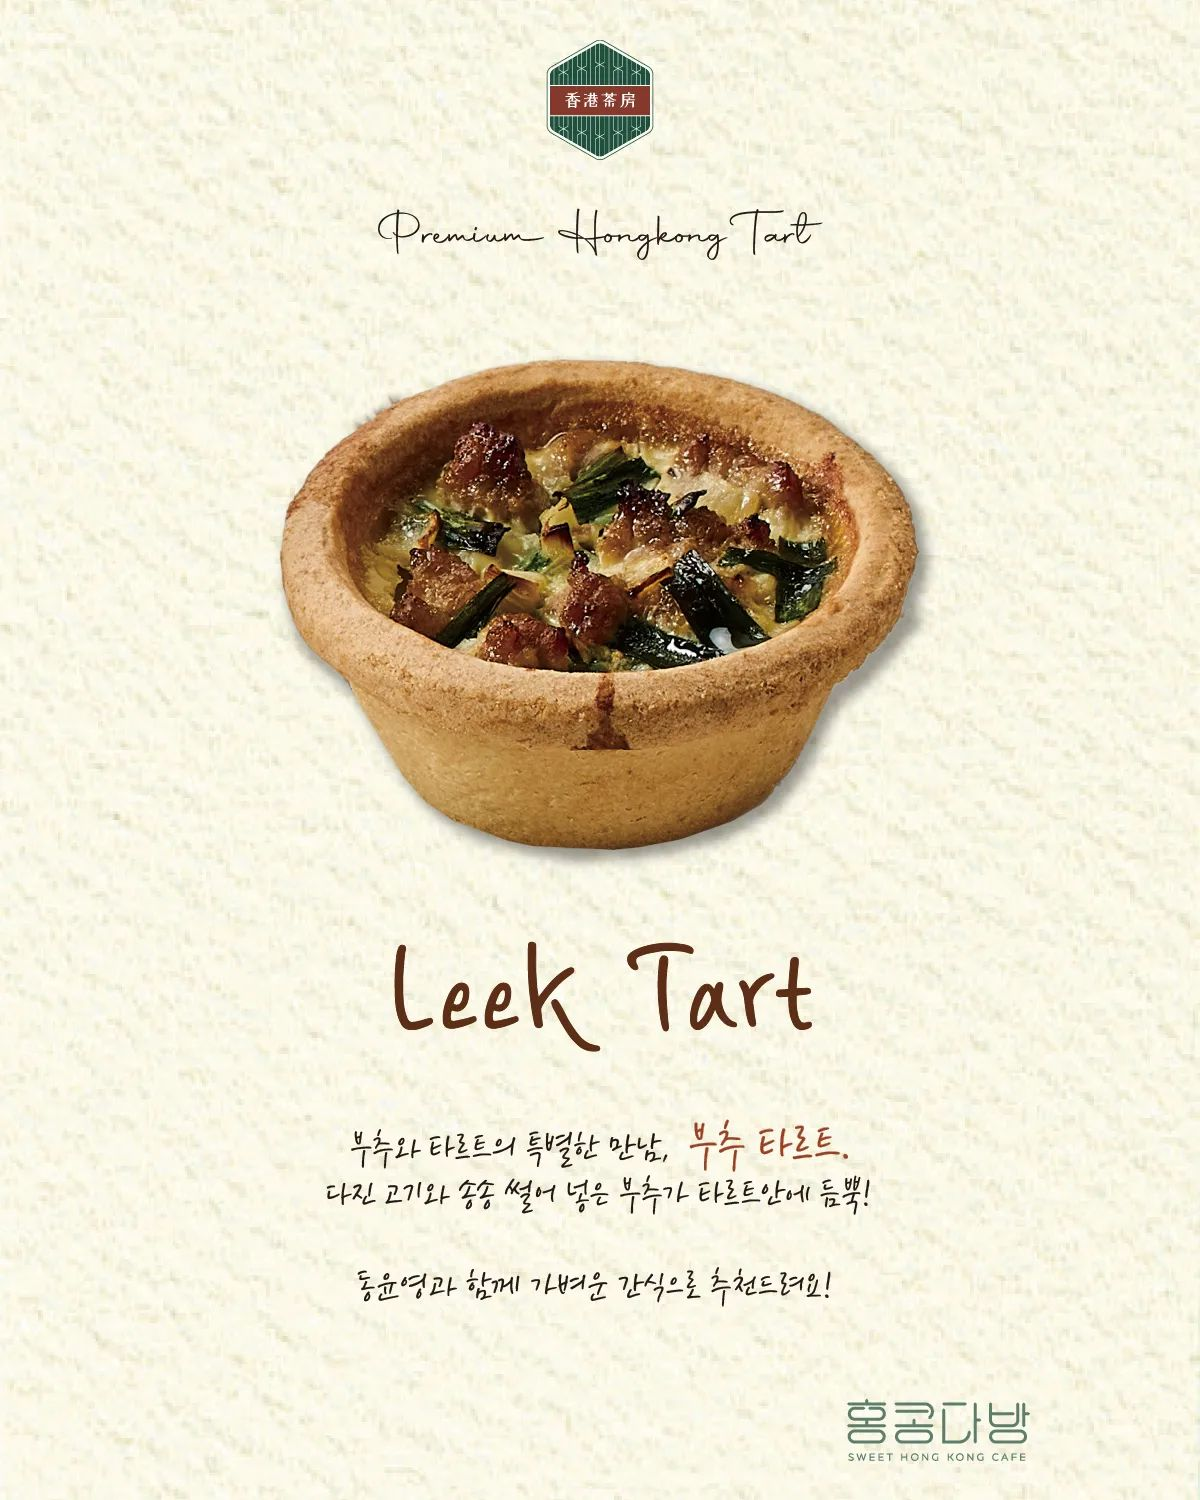 香港茶房
Premium Hongkong Tart
Leek Tart
부추와 타르트의 특별한 만남, 부추 타르트.
다진 고기와 송송 썰어 넣은 부추가 타르트안에 듬뿍!
동윤영과 함께 가벼운 간식으로 추천드려요!
홍콩다방
SWEET HONG KONG CAFE